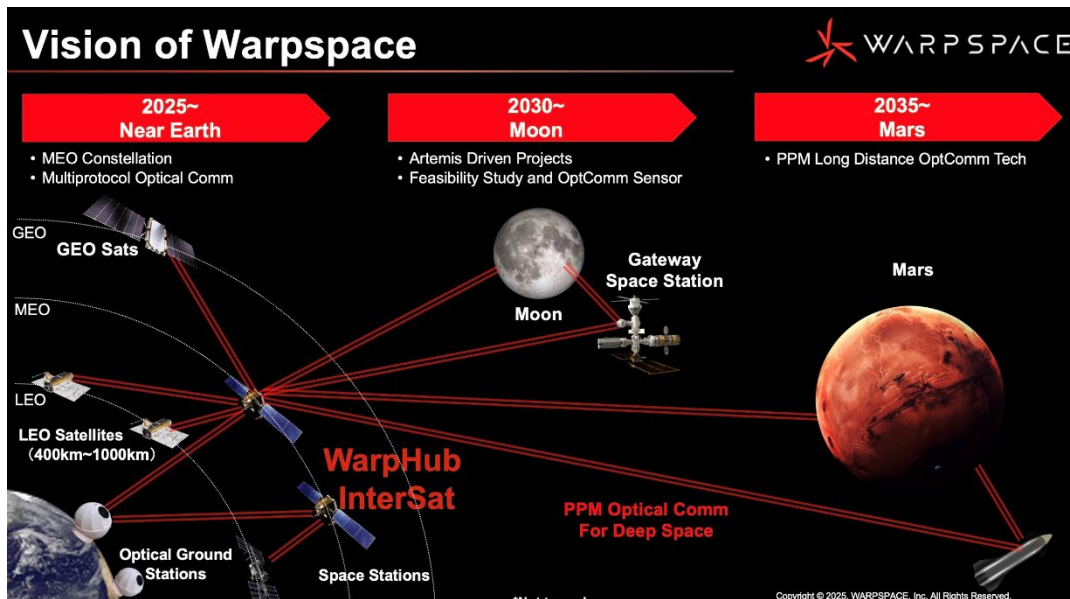 Vision of Warpspace
WARPSPACE
2025~
Near Earth
• MEO Constellation
• Multiprotocol Optical Comm
2030~
Moon
• Artemis Driven Projects
• Feasibility Study and OptComm Sensor
2035~
Mars
• PPM Long Distance OptComm Tech
GEO
GEO Sats
MEO
LEO
LEO Satellites
(400km~1000km)
Moon
Gateway
Space Station
Mars
WarpHub
InterSat
PPM Optical Comm
For Deep Space
Optical Ground
Stations
Space Stations
Copyright © 2025, WARPSPACE, Inc. All Rights Reserved.